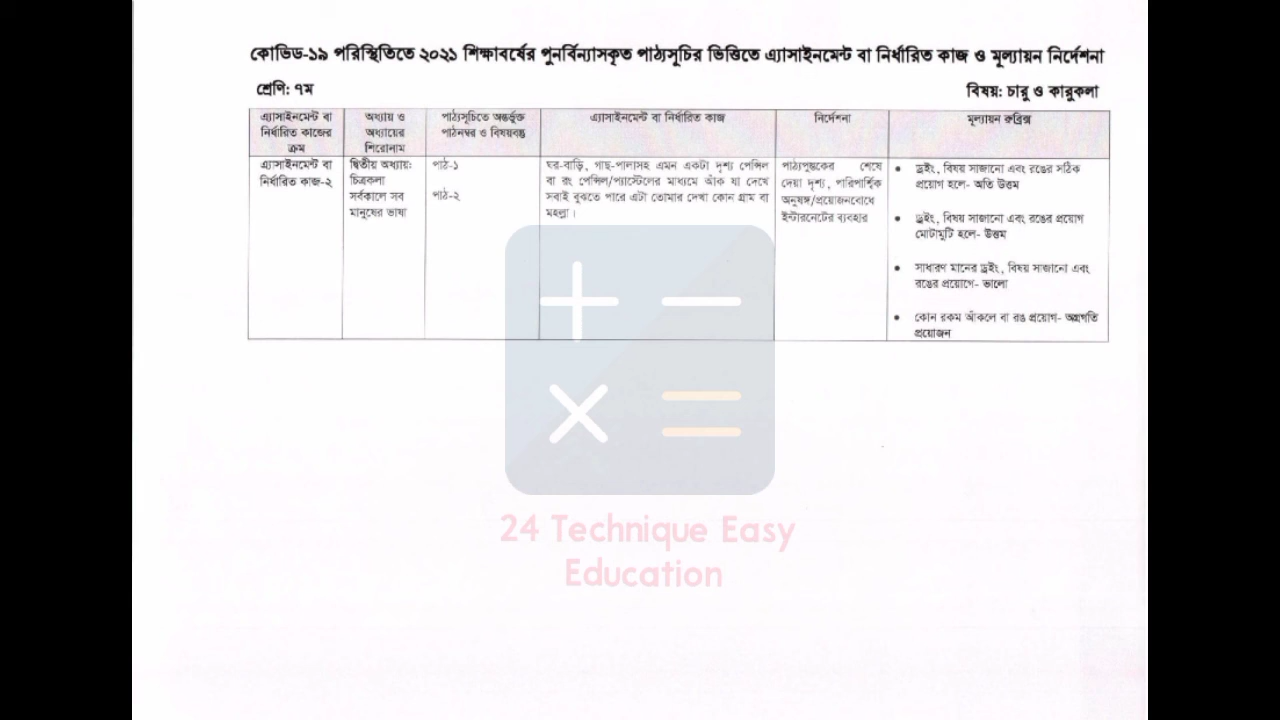 কোভিড-১৯ পরিস্থিতিতে ২০২১ শিক্ষাবর্ষের পুনর্বিন্যাসকৃত পাঠ্যসূচির ভিত্তিতে এ্যাসাইনমেন্ট বা নির্ধারিত কাজ ও মূল্যায়ন নির্দেশনা
শ্রেণি: ৭ম
বিষয়: চারু ও কারুকলা
এ্যাসাইনমেন্ট বা
নির্ধারিত কাজের
ক্রম
অধ্যায় ও
অধ্যায়ের
শিরোনাম
পাঠ্যসূচিতে অন্তর্ভুক্ত
পাঠনম্বর ও বিষয়বস্তু
এ্যাসাইনমেন্ট বা নির্ধারিত কাজ
নির্দেশনা
মূল্যায়ন রুব্রিক্স
এ্যাসাইনমেন্ট বা
নির্ধারিত কাজ-২
দ্বিতীয় অধ্যায়:
চিত্রকলা
সর্বকালে সব
মানুষের ভাষা
পাঠ-১
পাঠ-২
ঘর-বাড়ি, গাছ-পালাসহ এমন একটা দৃশ্য পেন্সিল
বা রং পেন্সিল/প্যাস্টেলের মাধ্যমে আঁক যা দেখে
সবাই বুঝতে পারে এটা তোমার দেখা কোন গ্রাম বা
মহল্লা।
পাঠ্যপুস্তকের শেষে
দেয়া দৃশ্য, পারিপার্শ্বিক
অনুষঙ্গ/প্রয়োজনবোধে
ইন্টারনেটের ব্যবহার
• ড্রইং, বিষয় সাজানো এবং রঙের সঠিক
প্রয়োগ হলে- অতি উত্তম
• ড্রইং, বিষয় সাজানো এবং রঙের প্রয়োগ
মোটামুটি হলে- উত্তম
• সাধারণ মানের ড্রইং, বিষয় সাজানো এবং
রঙের প্রয়োগে- ভালো
• কোন রকম আঁকলে বা রঙ প্রয়োগ- অগ্রগতি
প্রয়োজন
24 Technique Easy
Education